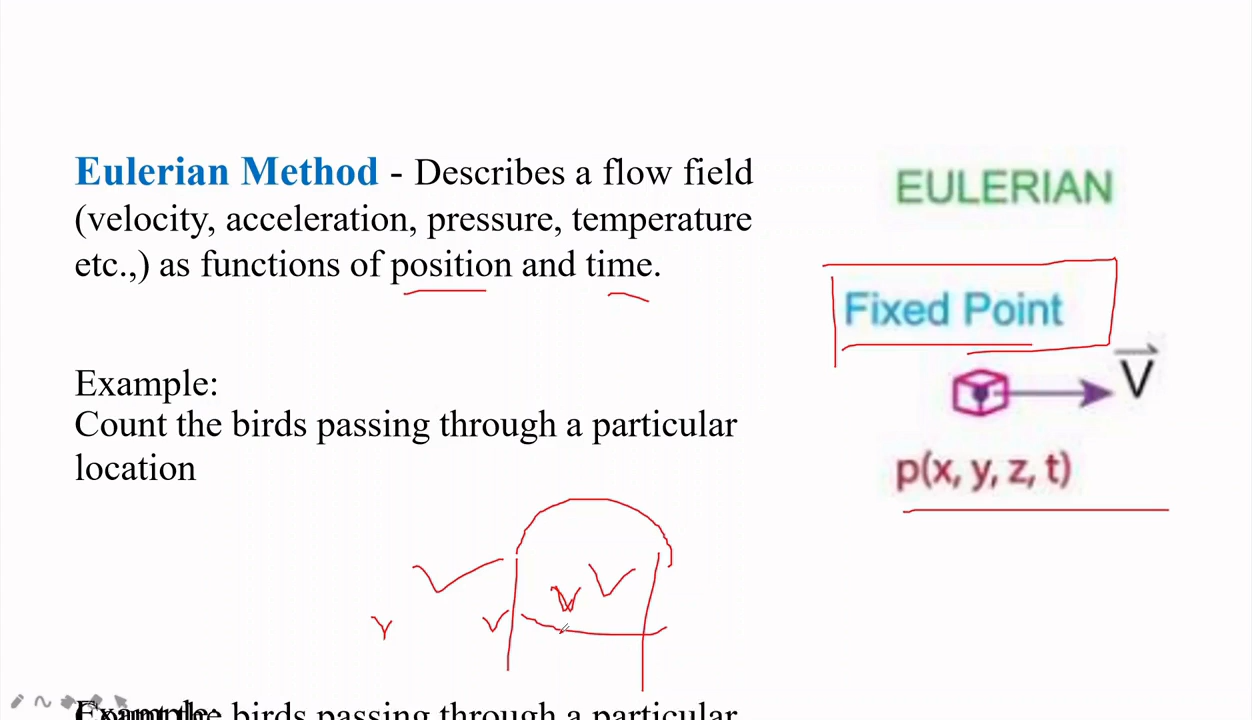 Eulerian Method - Describes a flow field
(velocity, acceleration, pressure, temperature
etc.,) as functions of position and time.
Example:
Count the birds passing through a particular
location
EULERIAN
Fixed Point
V
p(x, y, z, t)
birds passing through a particular